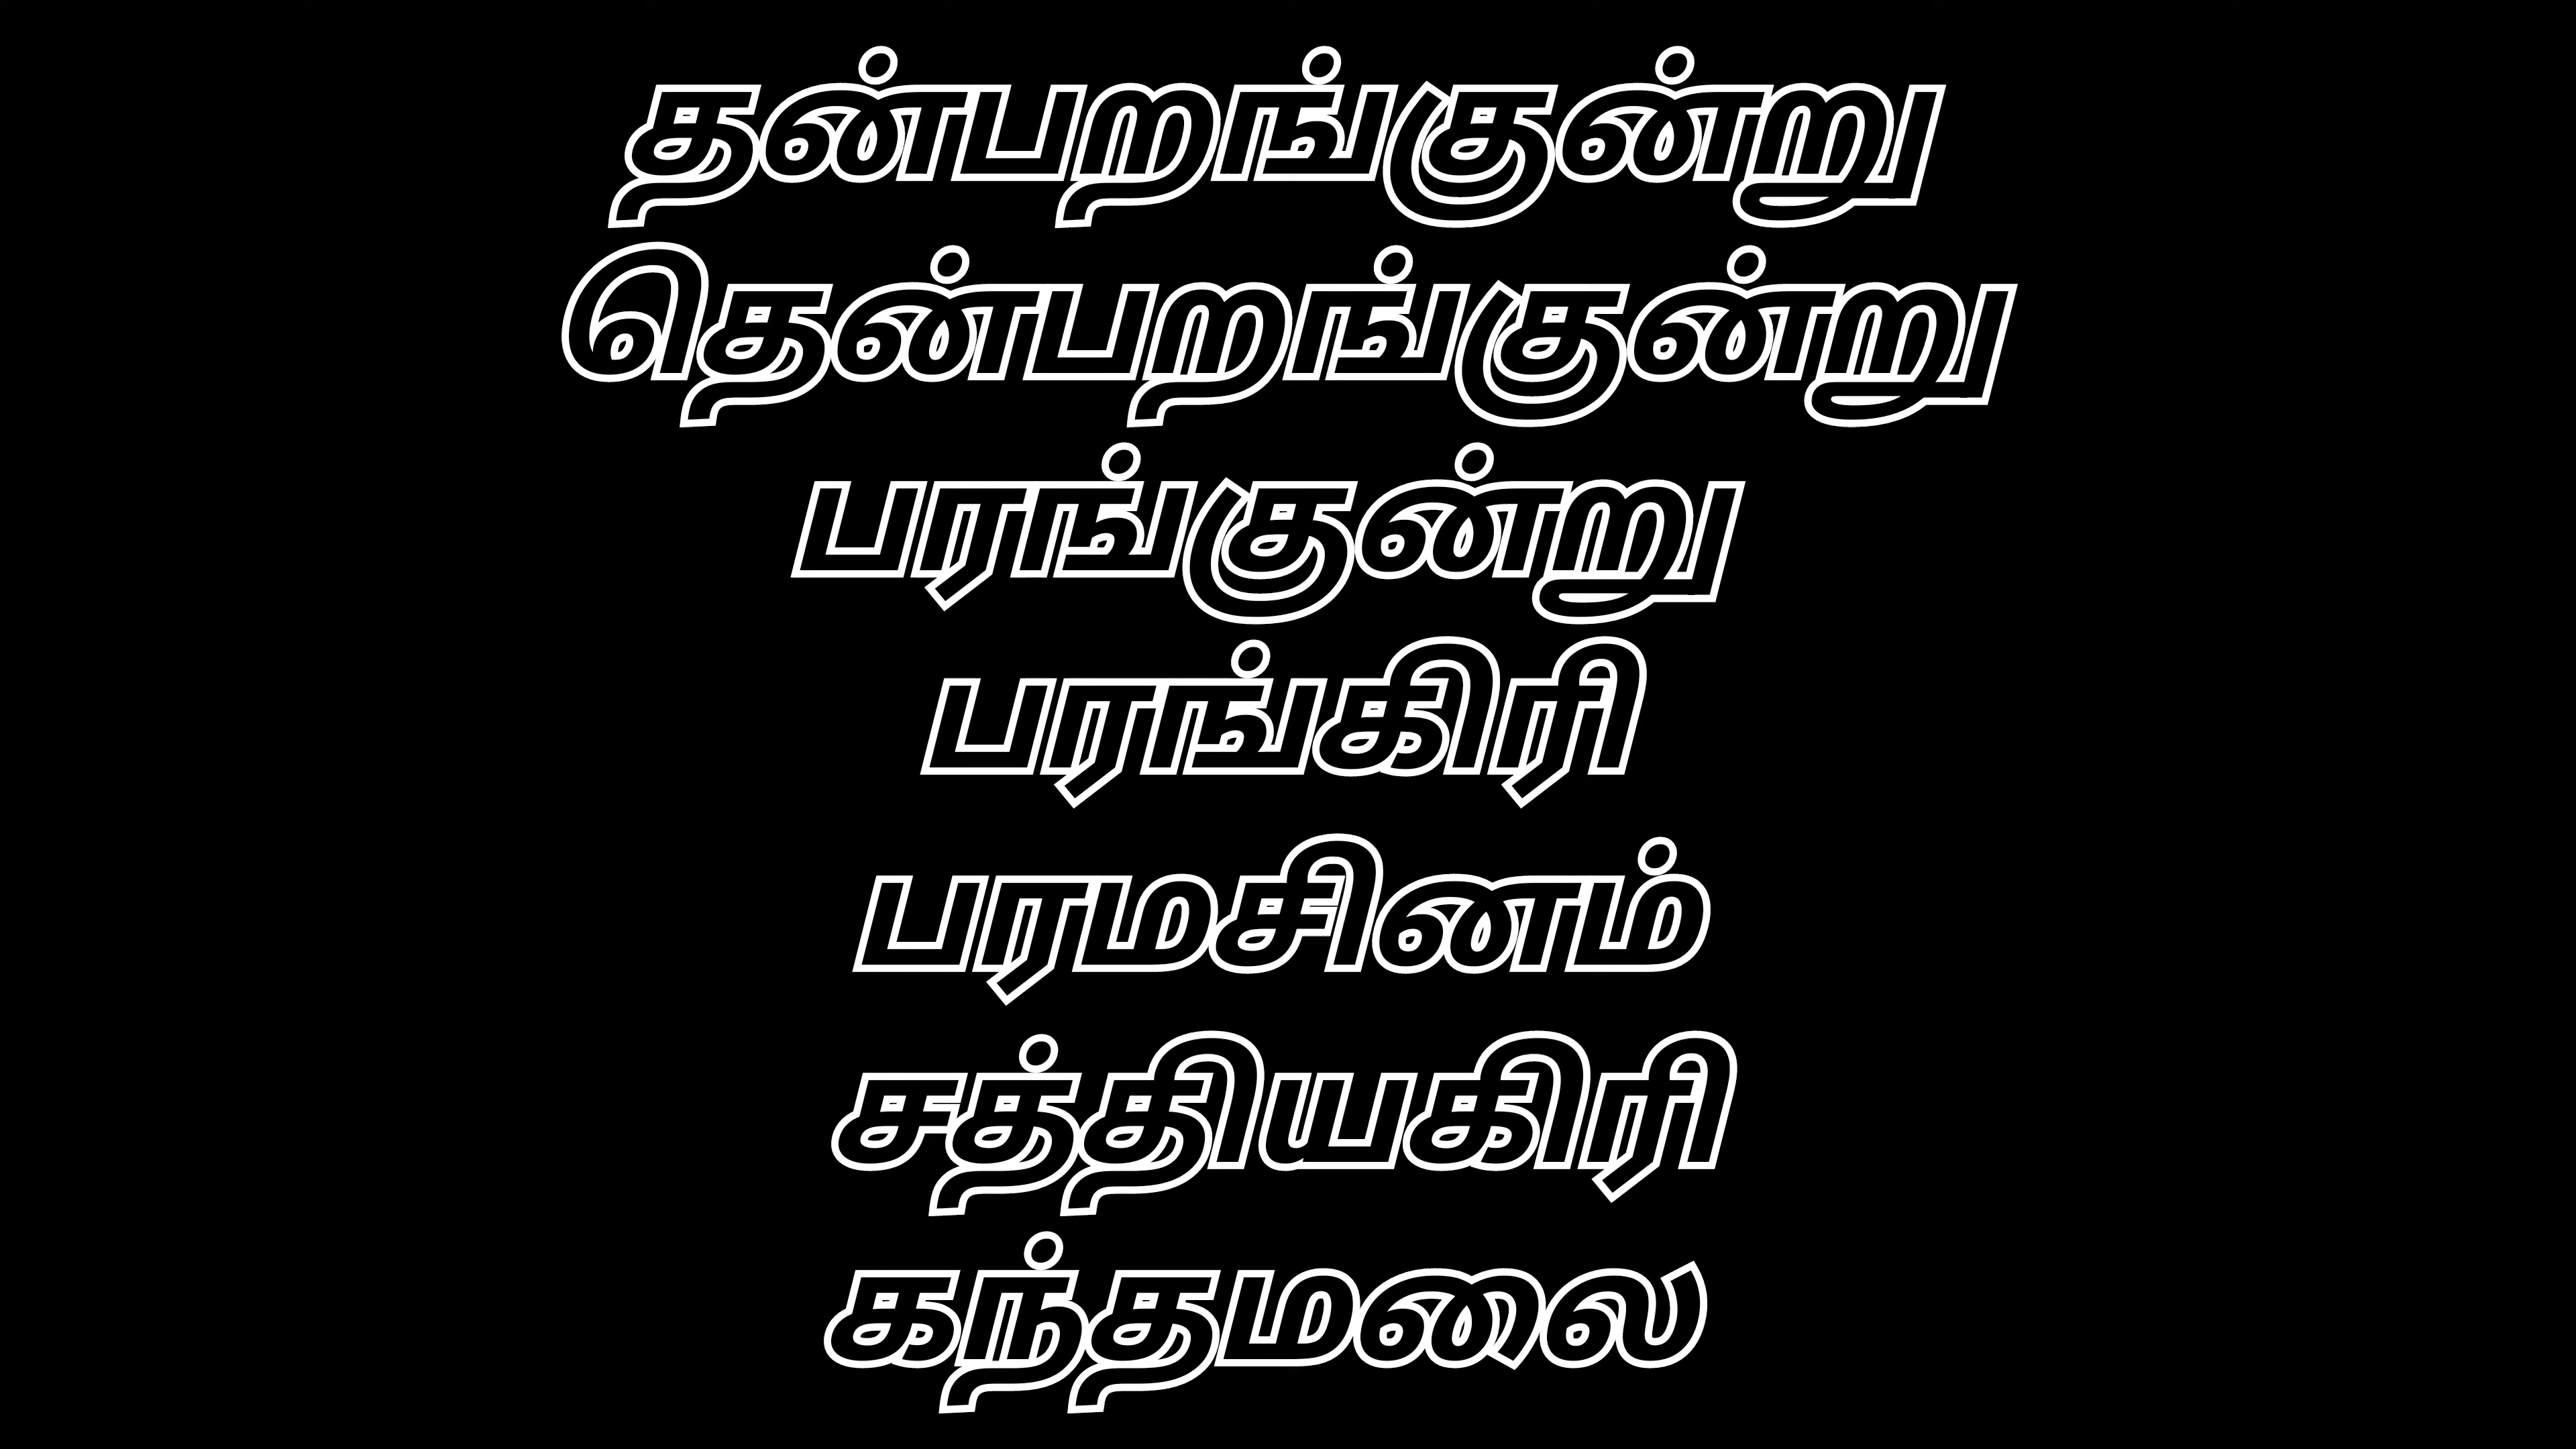 தன்பறங்குன்று
தென்பறங்குன்று
பரங்குன்று
பரங்கிரி
பரமசினம்
சத்தியகிரி
கந்தமலை